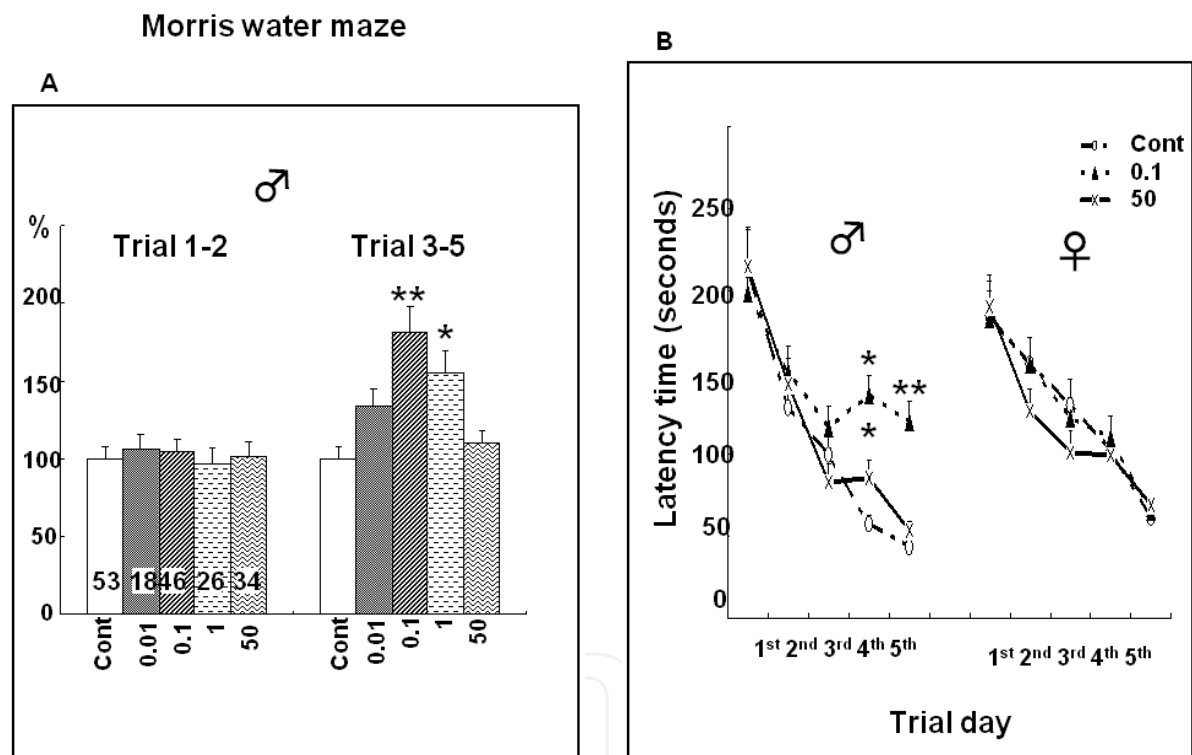 Morris water maze
A
♂
%
Trial 1-2
Trial 3-5
200
150
100
50
0
**
*
53 18 46 26 34
Cont 0.01 0.1 1 50
Cont 0.01 0.1 1 50
B
Cont
0.1
50
Latency time (seconds)
250
200
150
100
50
0
♂
♀
*
**
*
1st 2nd 3rd 4th 5th
1st 2nd 3rd 4th 5th
Trial day